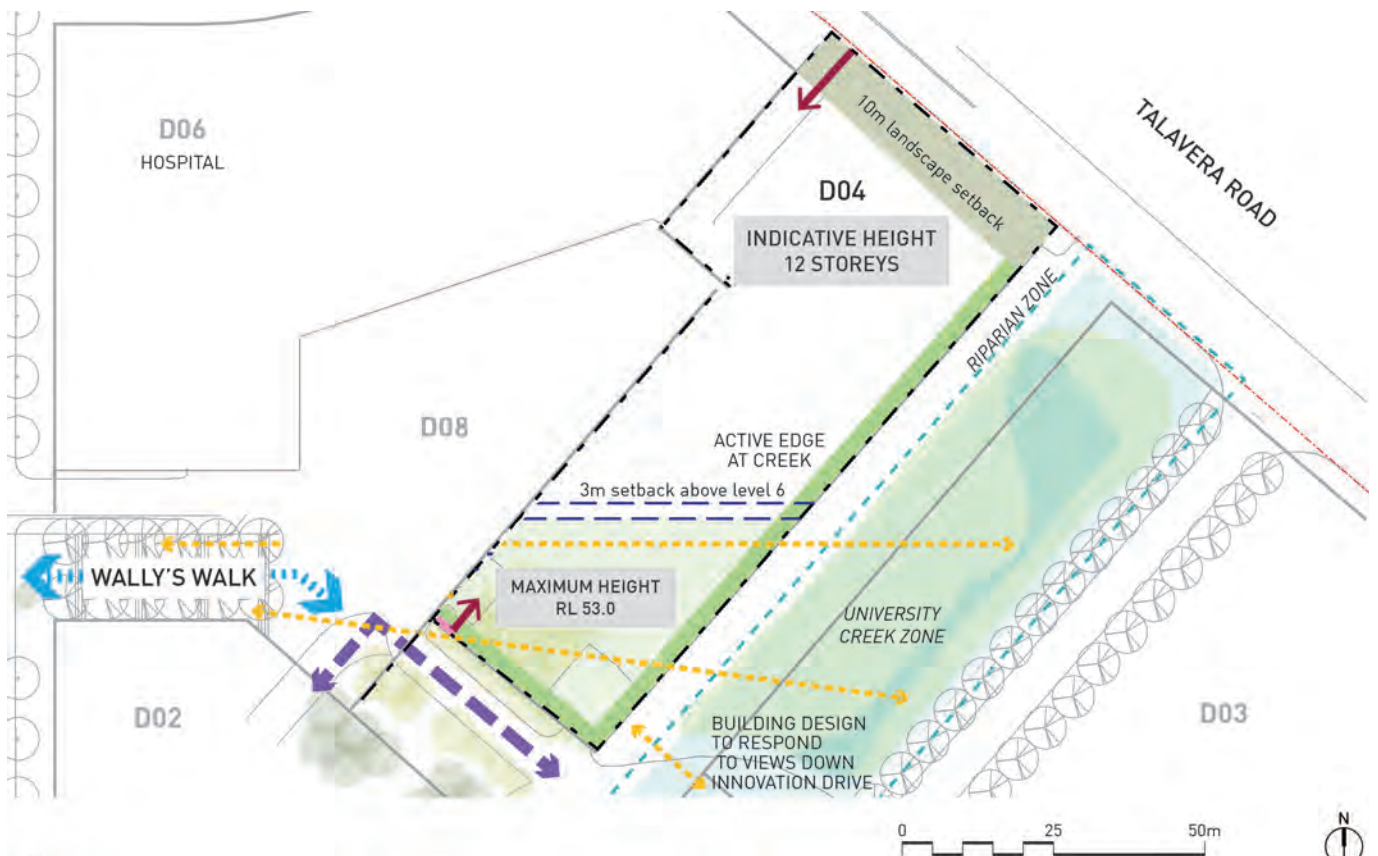 D06
HOSPITAL
TALAVERA ROAD
10m landscape setback
D04
INDICATIVE HEIGHT
12 STOREYS
RIPARIAN ZONE
D08
ACTIVE EDGE
AT CREEK
3m setback above level 6
WALLY'S WALK
MAXIMUM HEIGHT
RL 53.0
UNIVERSITY
CREEK ZONE
D02
D03
BUILDING DESIGN
TO RESPOND
TO VIEWS DOWN
INNOVATION DRIVE
0
25
50m
N